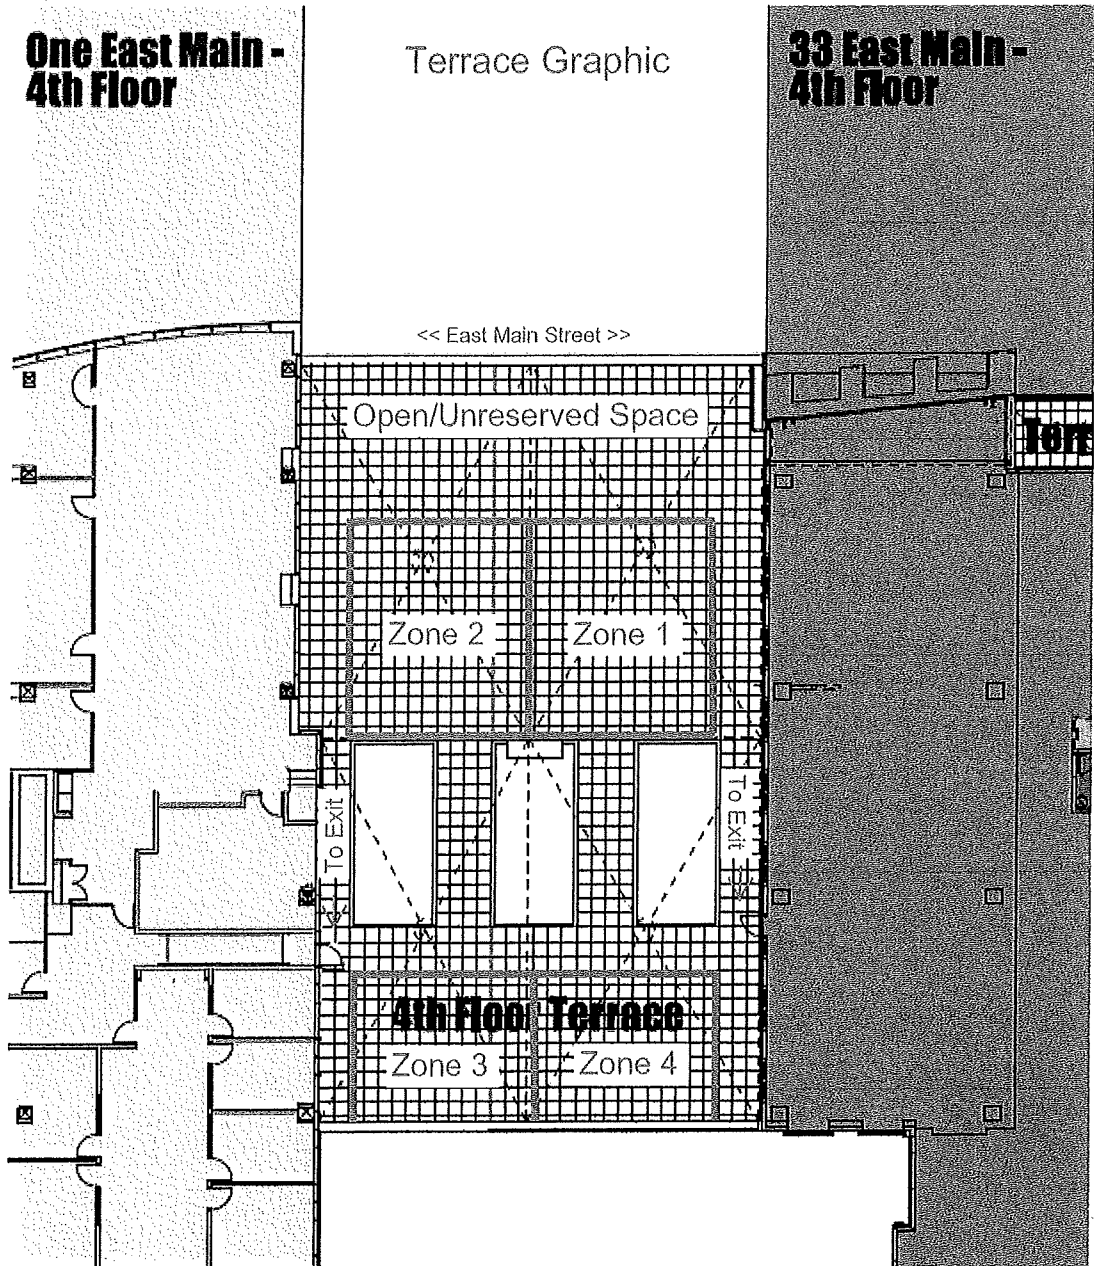 One East Main -
4th Floor
Terrace Graphic
33 East Main -
4th Floor
<< East Main Street >>
Open/Unreserved Space
Terr
Zone 2
Zone 1
To Exit
To Exit
4th Floor Terrace
Zone 3
Zone 4